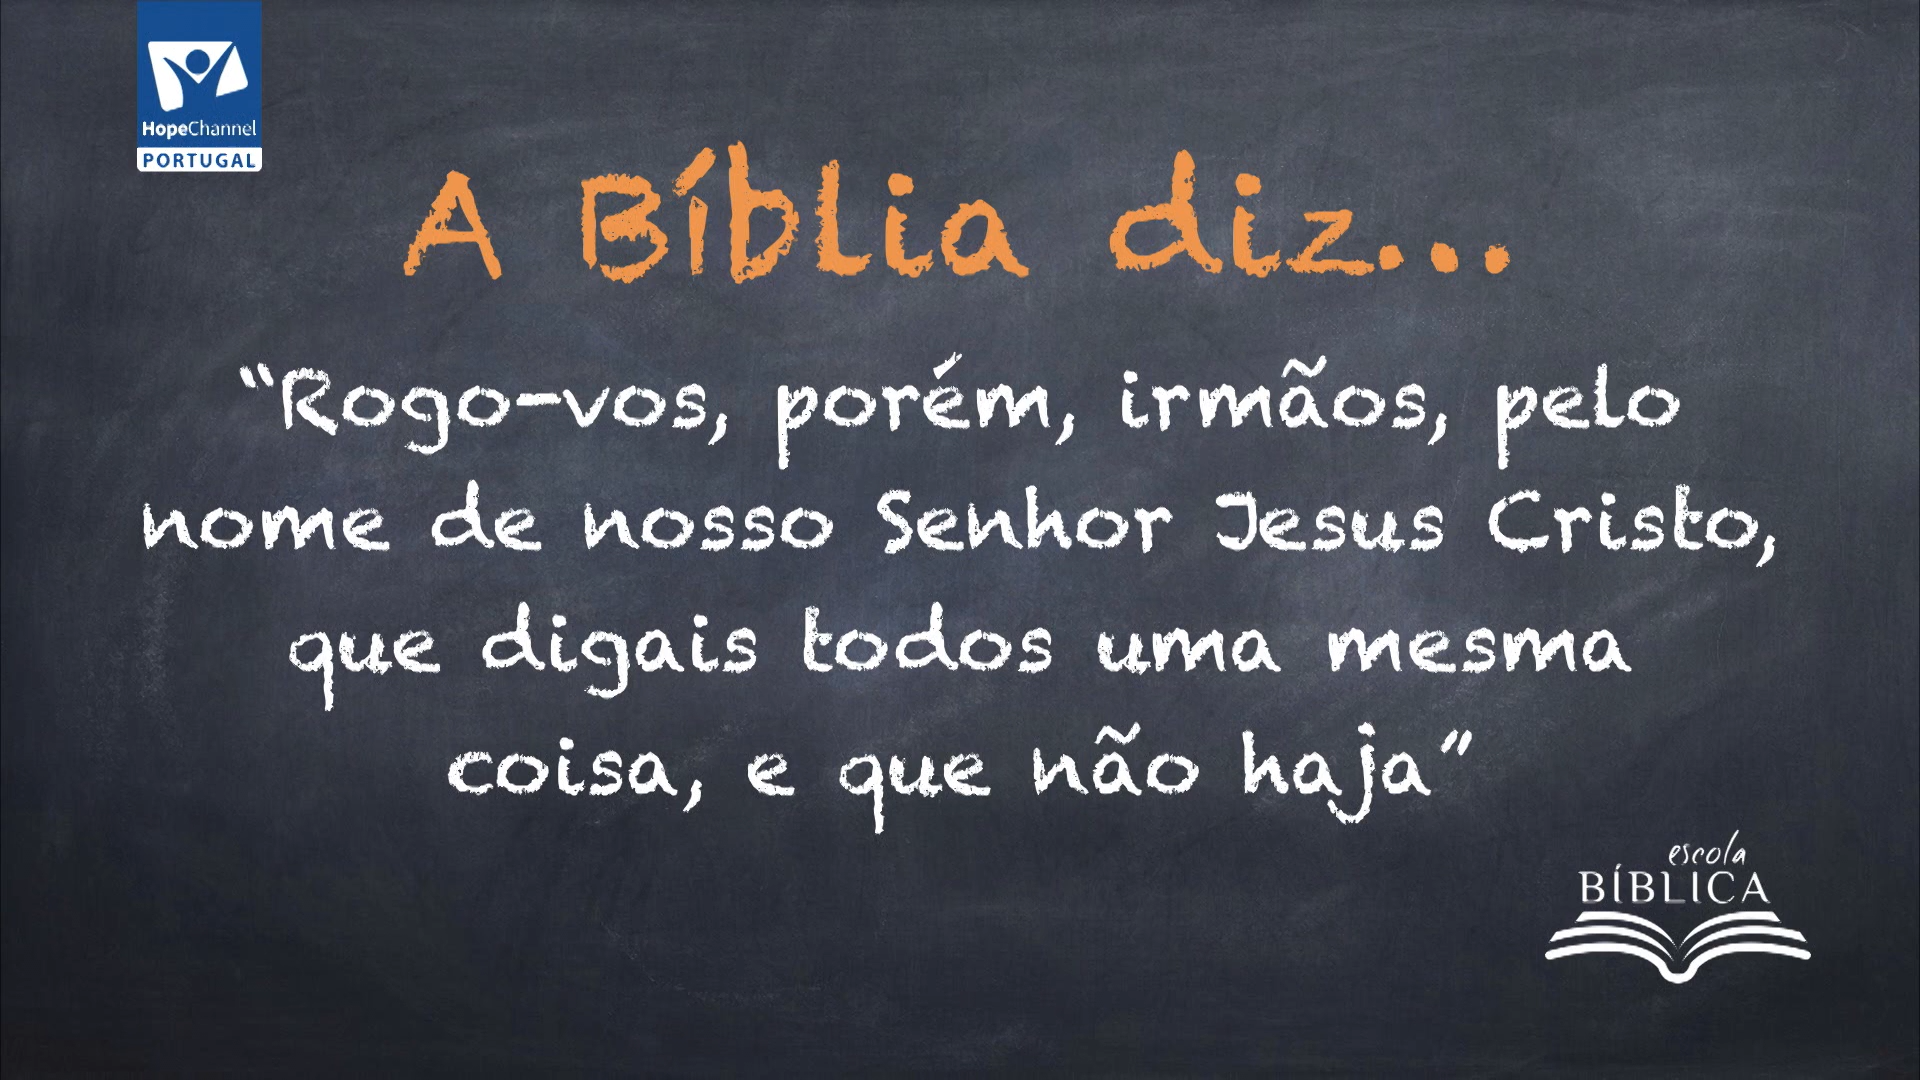 HopeChannel
PORTUGAL
A Bíblia diz...
“Rogo-vos, porém, irmãos, pelo
nome de nosso Senhor Jesus Cristo,
que digais todos uma mesma
coisa, e que não haja”
escola
BÍBLICA